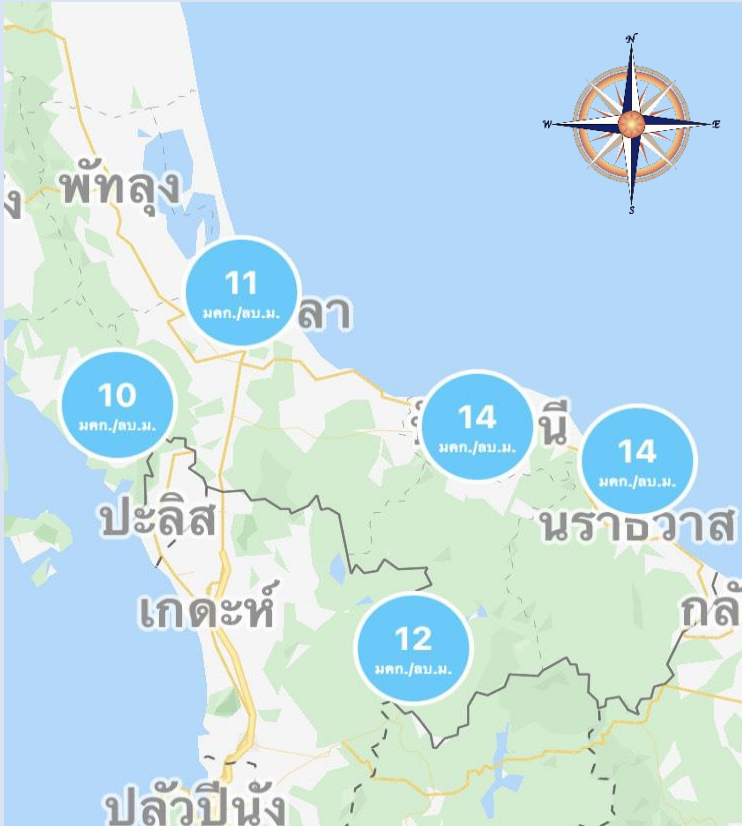 N
W
E
S
ง
พัทลุง
11
มคก./ลบ.ม.
ลา
10
มคก./ลบ.ม.
14
มคก./ลบ.ม.
นี
14
มคก./ลบ.ม.
ปะลิส
นราธิวาส
เกดะห์
กลั
12
มคก./ลบ.ม.
ปูลัวปีนัง